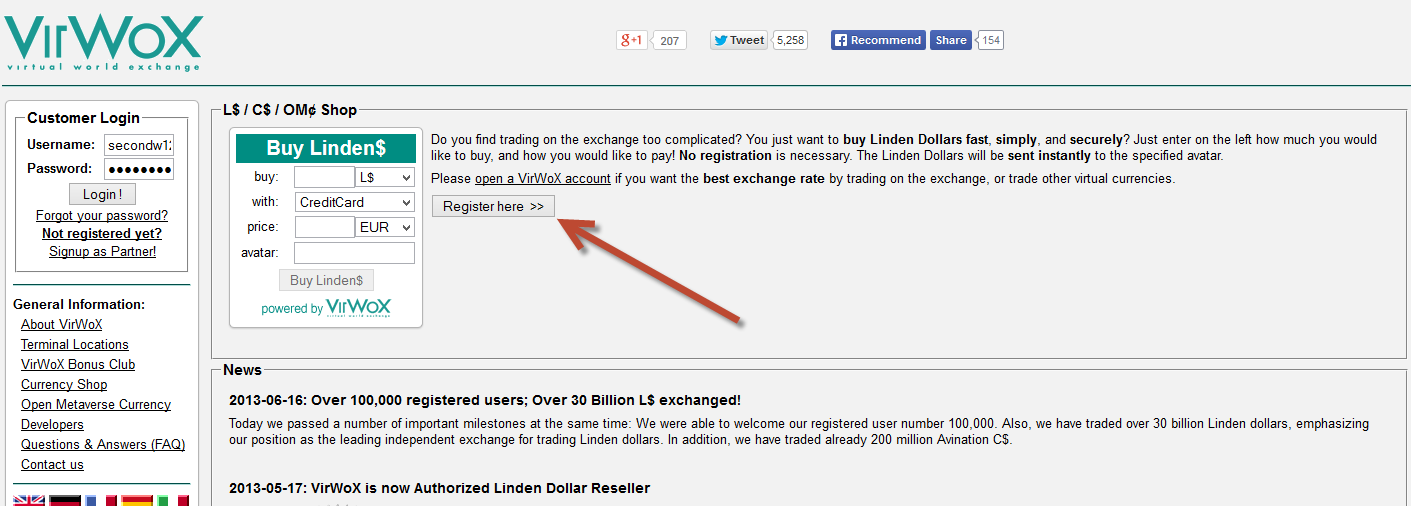 VirWoX
virtual world exchange
g+1 207 Tweet 5,258 Recommend Share 154
Customer Login
Username: secondw12
Password: ●●●●●●●●
Login !
Forgot your password?
Not registered yet?
Signup as Partner!
General Information:
About VirWoX
Terminal Locations
VirWoX Bonus Club
Currency Shop
Open Metaverse Currency
Developers
Questions & Answers (FAQ)
Contact us
L$ / C$ / OM¢ Shop
Buy Linden$
buy: L$
with: CreditCard
price: EUR
avatar:
Buy Linden$
powered by VirWoX
virtual world exchange
Do you find trading on the exchange too complicated? You just want to buy Linden Dollars fast, simply, and securely? Just enter on the left how much you would
like to buy, and how you would like to pay! No registration is necessary. The Linden Dollars will be sent instantly to the specified avatar.
Please open a VirWoX account if you want the best exchange rate by trading on the exchange, or trade other virtual currencies.
Register here >>
News
2013-06-16: Over 100,000 registered users; Over 30 Billion L$ exchanged!
Today we passed a number of important milestones at the same time: We were able to welcome our registered user number 100,000. Also, we have traded over 30 billion Linden dollars, emphasizing
our position as the leading independent exchange for trading Linden dollars. In addition, we have traded already 200 million Avination C$.
2013-05-17: VirWoX is now Authorized Linden Dollar Reseller